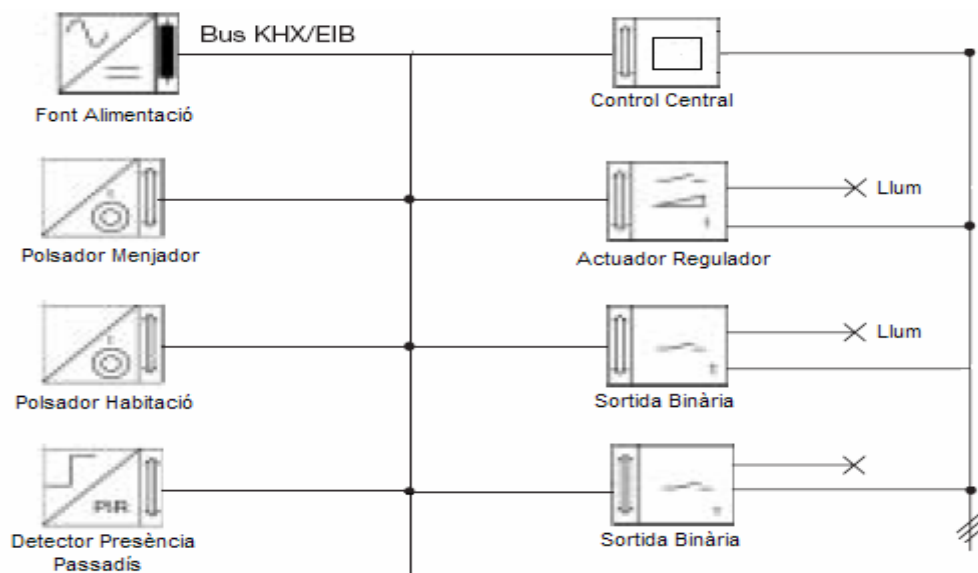 Bus KHX/EIB
Font Alimentació
Control Central
Llum
Polsador Menjador
Actuador Regulador
t
Llum
Polsador Habitació
Sortida Binària
PIR
Detector Presència
Passadís
Sortida Binària